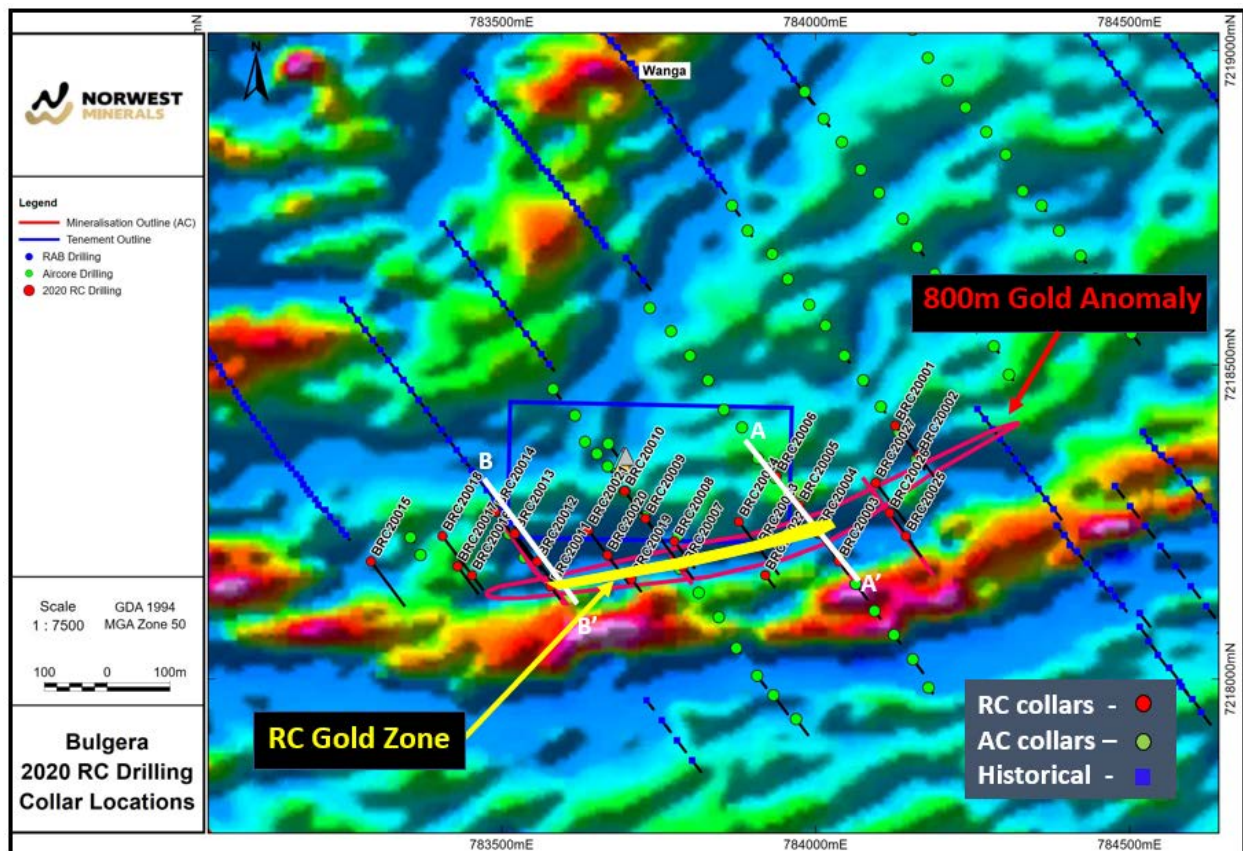 783500mE
784000mE
784500mE
NORWEST
MINERALS
Legend
Mineralisation Outline (AC)
Tenement Outline
RAB Drilling
Aircore Drilling
2020 RC Drilling
Scale
1 : 7500
GDA 1994
MGA Zone 50
100
0
100m
Bulgera
2020 RC Drilling
Collar Locations
N
Wanga
7219000mN
800m Gold Anomaly
7218500mN
BRC20001
BRC20002
BRC20027
BRC20025
A
BRC20006
BRC20005
BRC20004
BRC20003
B
BRC20014
BRC20013
BRC20012
BRC20011
BRC20010
BRC20009
BRC20008
BRC20007
BRC20020
BRC20019
BRC20018
BRC20015
A'
B'
7218000mN
RC Gold Zone
RC collars -
AC collars –
Historical -
783500mE
784000mE
784500mE